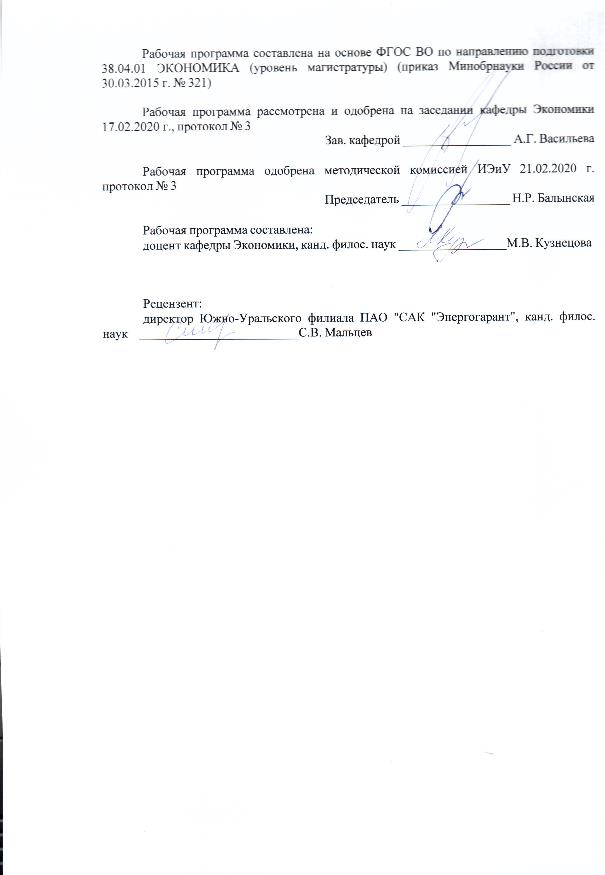 Рабочая программа составлена на основе ФГОС ВО по направлению подготовки
38.04.01 ЭКОНОМИКА (уровень магистратуры) (приказ Минобрнауки России от
30.03.2015 г. № 321)
Рабочая программа рассмотрена и одобрена на заседании кафедры Экономики
17.02.2020 г., протокол № 3
Зав. кафедрой А.Г. Васильева
Рабочая программа одобрена методической комиссией ИЭиУ 21.02.2020 г.
протокол № 3
Председатель Н.Р. Балынская
Рабочая программа составлена:
доцент кафедры Экономики, канд. филос. наук М.В. Кузнецова
Рецензент:
директор Южно-Уральского филиала ПАО "САК "Энергогарант", канд. филос.
наук С.В. Мальцев